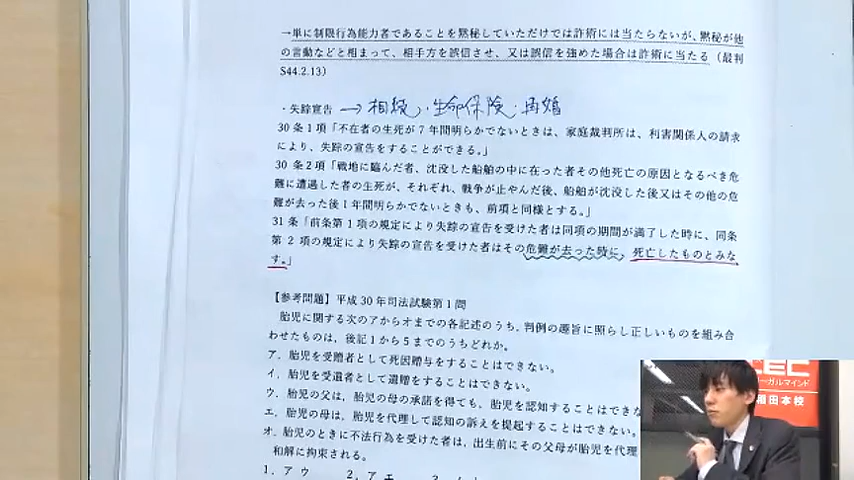 →単に制限行為能力者であることを黙秘していただけでは詐術には当たらないが、黙秘が他
の言動などと相まって、相手方を誤信させ、又は誤信を強めた場合は詐術に当たる（最判
S44.2.13）
・失踪宣告 → 相続、生命保険、再婚
30条1項「不在者の生死が7年間明らかでないときは、家庭裁判所は、利害関係人の請求
により、失踪の宣告をすることができる。」
30条2項「戦地に臨んだ者、沈没した船舶の中に在った者その他死亡の原因となるべき危
難に遭遇した者の生死が、それぞれ、戦争が止やんだ後、船舶が沈没した後又はその他の危
難が去った後1年間明らかでないときも、前項と同様とする。」
31条「前条第1項の規定により失踪の宣告を受けた者は同項の期間が満了した時に、同条
第2項の規定により失踪の宣告を受けた者はその危難が去った時に、死亡したものとみな
す。」
【参考問題】平成30年司法試験第1問
胎児に関する次のアからオまでの各記述のうち、判例の趣旨に照らし正しいものを組み合
わせたものは、後記1から5までのうちどれか。
ア．胎児を受贈者として死因贈与をすることはできない。
イ．胎児を受遺者として遺贈をすることはできない。
ウ．胎児の父は、胎児の母の承諾を得ても、胎児を認知することはできな
エ．胎児の母は、胎児を代理して認知の訴えを提起することはできない。
オ．胎児のときに不法行為を受けた者は、出生前にその父母が胎児を代理
和解に拘束される。
1．アウ 2．アエ
CEC
ーガルマインド
稲田本校